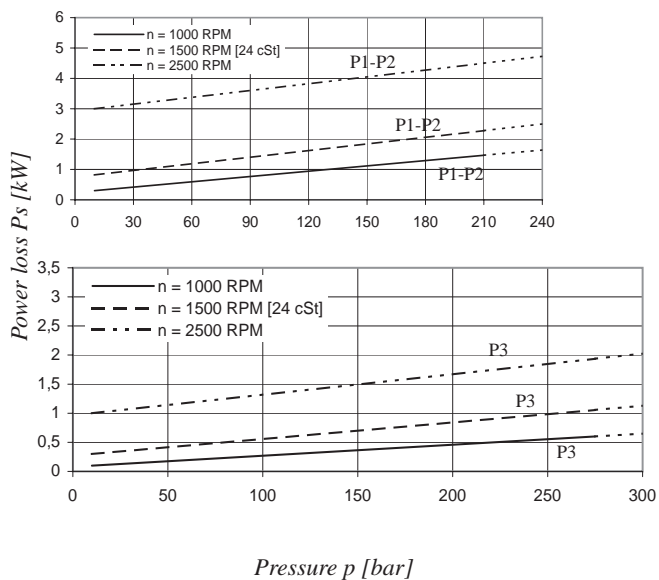 6
5
4
3
2
1
0
n = 1000 RPM
n = 1500 RPM [24 cSt]
n = 2500 RPM
P1-P2
P1-P2
P1-P2
0 30 60 90 120 150 180 210 240
Power loss Ps [kW]
3,5
3
2,5
2
1,5
1
0,5
0
n = 1000 RPM
n = 1500 RPM [24 cSt]
n = 2500 RPM
P3
P3
P3
0 50 100 150 200 250 300
Pressure p [bar]